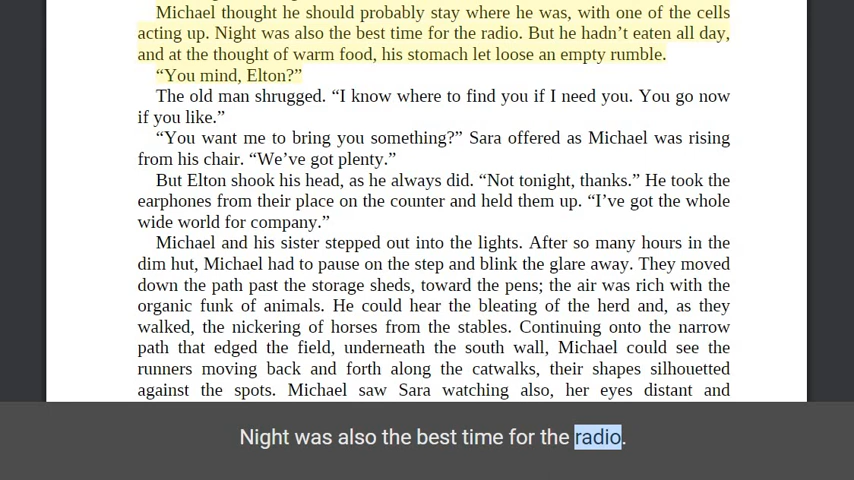 Michael thought he should probably stay where he was, with one of the cells
acting up. Night was also the best time for the radio. But he hadn’t eaten all day,
and at the thought of warm food, his stomach let loose an empty rumble.
“You mind, Elton?”
The old man shrugged. “I know where to find you if I need you. You go now
if you like.”
“You want me to bring you something?” Sara offered as Michael was rising
from his chair. “We’ve got plenty.”
But Elton shook his head, as he always did. “Not tonight, thanks.” He took the
earphones from their place on the counter and held them up. “I’ve got the whole
wide world for company.”
Michael and his sister stepped out into the lights. After so many hours in the
dim hut, Michael had to pause on the step and blink the glare away. They moved
down the path past the storage sheds, toward the pens; the air was rich with the
organic funk of animals. He could hear the bleating of the herd and, as they
walked, the nickering of horses from the stables. Continuing onto the narrow
path that edged the field, underneath the south wall, Michael could see the
runners moving back and forth along the catwalks, their shapes silhouetted
against the spots. Michael saw Sara watching also, her eyes distant and
Night was also the best time for the radio.